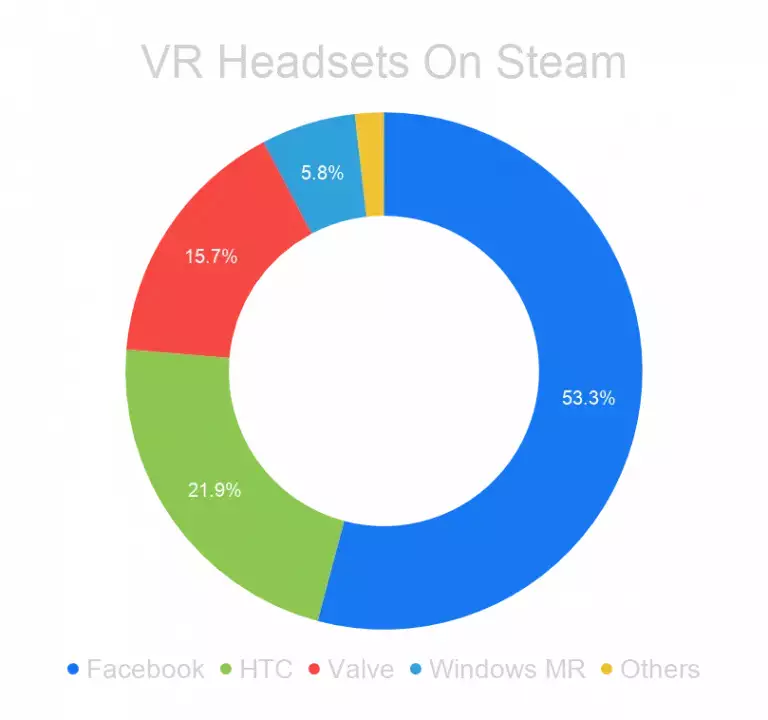 VR Headsets On Steam
5.8%
15.7%
53.3%
21.9%
Facebook HTC Valve Windows MR Others